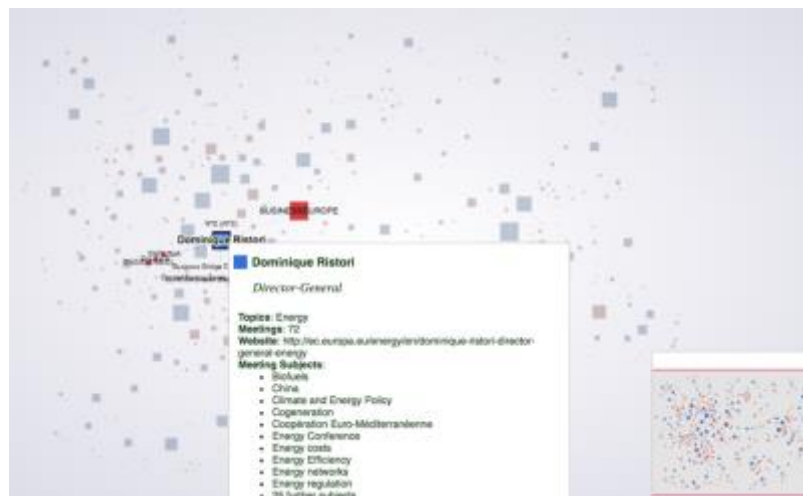 BUSINESSEUROPE
Dominique Ristori
Dominique Ristori
Director-General
Topics: Energy
Meetings: 72
Website: http://ec.europa.eu/energy/en/dominique-ristori-director-
general-energy
Meeting Subjects:
Biofuels
China
Climate and Energy Policy
Cogeneration
Coopération Euro-Méditerranéenne
Energy Conference
Energy costs
Energy Efficiency
Energy networks
Energy regulation
further subjects